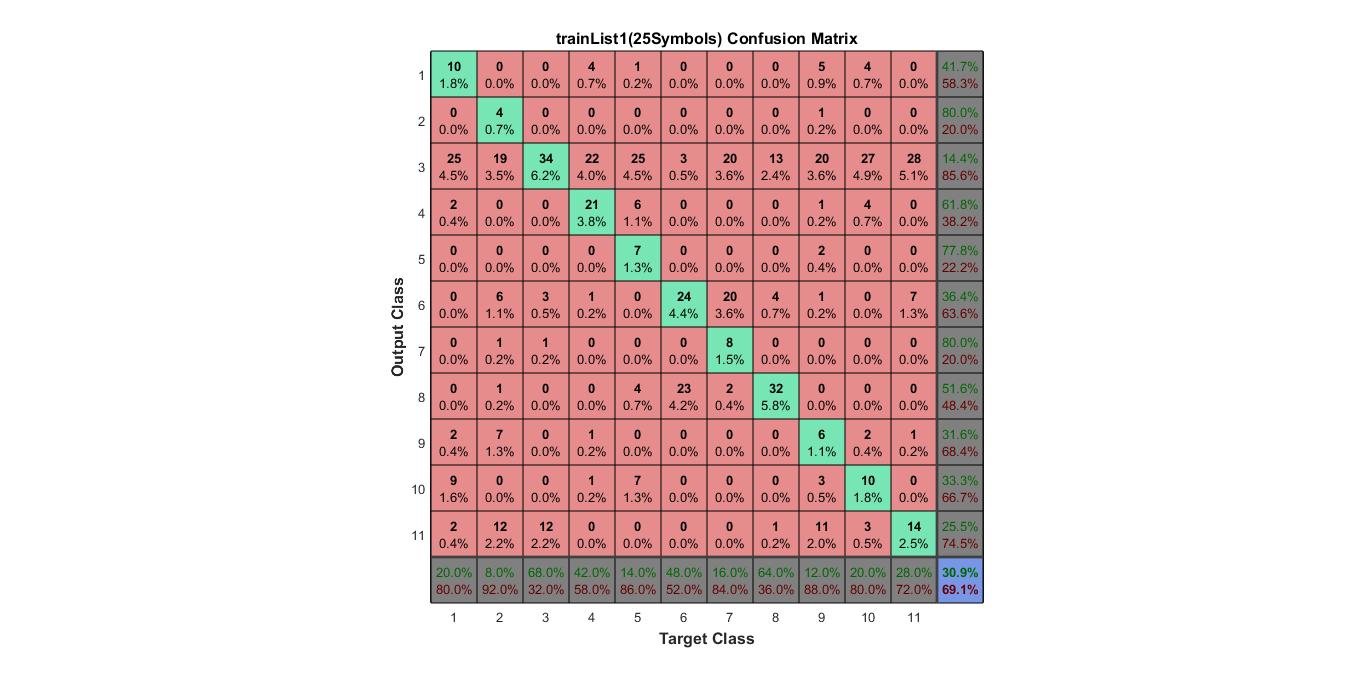 trainList1(25Symbols) Confusion Matrix
10 0 0 4 1 0 0 0 5 4 0 41.7%
1
1.8% 0.0% 0.0% 0.7% 0.2% 0.0% 0.0% 0.0% 0.9% 0.7% 0.0% 58.3%
0 4 0 0 0 0 0 0 1 0 0 80.0%
2
0.0% 0.7% 0.0% 0.0% 0.0% 0.0% 0.0% 0.0% 0.2% 0.0% 0.0% 20.0%
25 19 34 22 25 3 20 13 20 27 28 14.4%
3
4.5% 3.5% 6.2% 4.0% 4.5% 0.5% 3.6% 2.4% 3.6% 4.9% 5.1% 85.6%
2 0 0 21 6 0 0 0 1 4 0 61.8%
4
0.4% 0.0% 0.0% 3.8% 1.1% 0.0% 0.0% 0.0% 0.2% 0.7% 0.0% 38.2%
0 0 0 0 7 0 0 0 2 0 0 77.8%
5
0.0% 0.0% 0.0% 0.0% 1.3% 0.0% 0.0% 0.0% 0.4% 0.0% 0.0% 22.2%
0 6 3 1 0 24 20 4 1 0 7 36.4%
6
0.0% 1.1% 0.5% 0.2% 0.0% 4.4% 3.6% 0.7% 0.2% 0.0% 1.3% 63.6%
Output Class
0 1 1 0 0 0 8 0 0 0 0 80.0%
7
0.0% 0.2% 0.2% 0.0% 0.0% 0.0% 1.5% 0.0% 0.0% 0.0% 0.0% 20.0%
0 1 0 0 4 23 2 32 0 0 0 51.6%
8
0.0% 0.2% 0.0% 0.0% 0.7% 4.2% 0.4% 5.8% 0.0% 0.0% 0.0% 48.4%
2 7 0 1 0 0 0 0 6 2 1 31.6%
9
0.4% 1.3% 0.0% 0.2% 0.0% 0.0% 0.0% 0.0% 1.1% 0.4% 0.2% 68.4%
9 0 0 1 7 0 0 0 3 10 0 33.3%
10
1.6% 0.0% 0.0% 0.2% 1.3% 0.0% 0.0% 0.0% 0.5% 1.8% 0.0% 66.7%
2 12 12 0 0 0 0 1 11 3 14 25.5%
11
0.4% 2.2% 2.2% 0.0% 0.0% 0.0% 0.0% 0.2% 2.0% 0.5% 2.5% 74.5%
20.0% 8.0% 68.0% 42.0% 14.0% 48.0% 16.0% 64.0% 12.0% 20.0% 28.0% 30.9%
80.0% 92.0% 32.0% 58.0% 86.0% 52.0% 84.0% 36.0% 88.0% 80.0% 72.0% 69.1%
1 2 3 4 5 6 7 8 9 10 11
Target Class